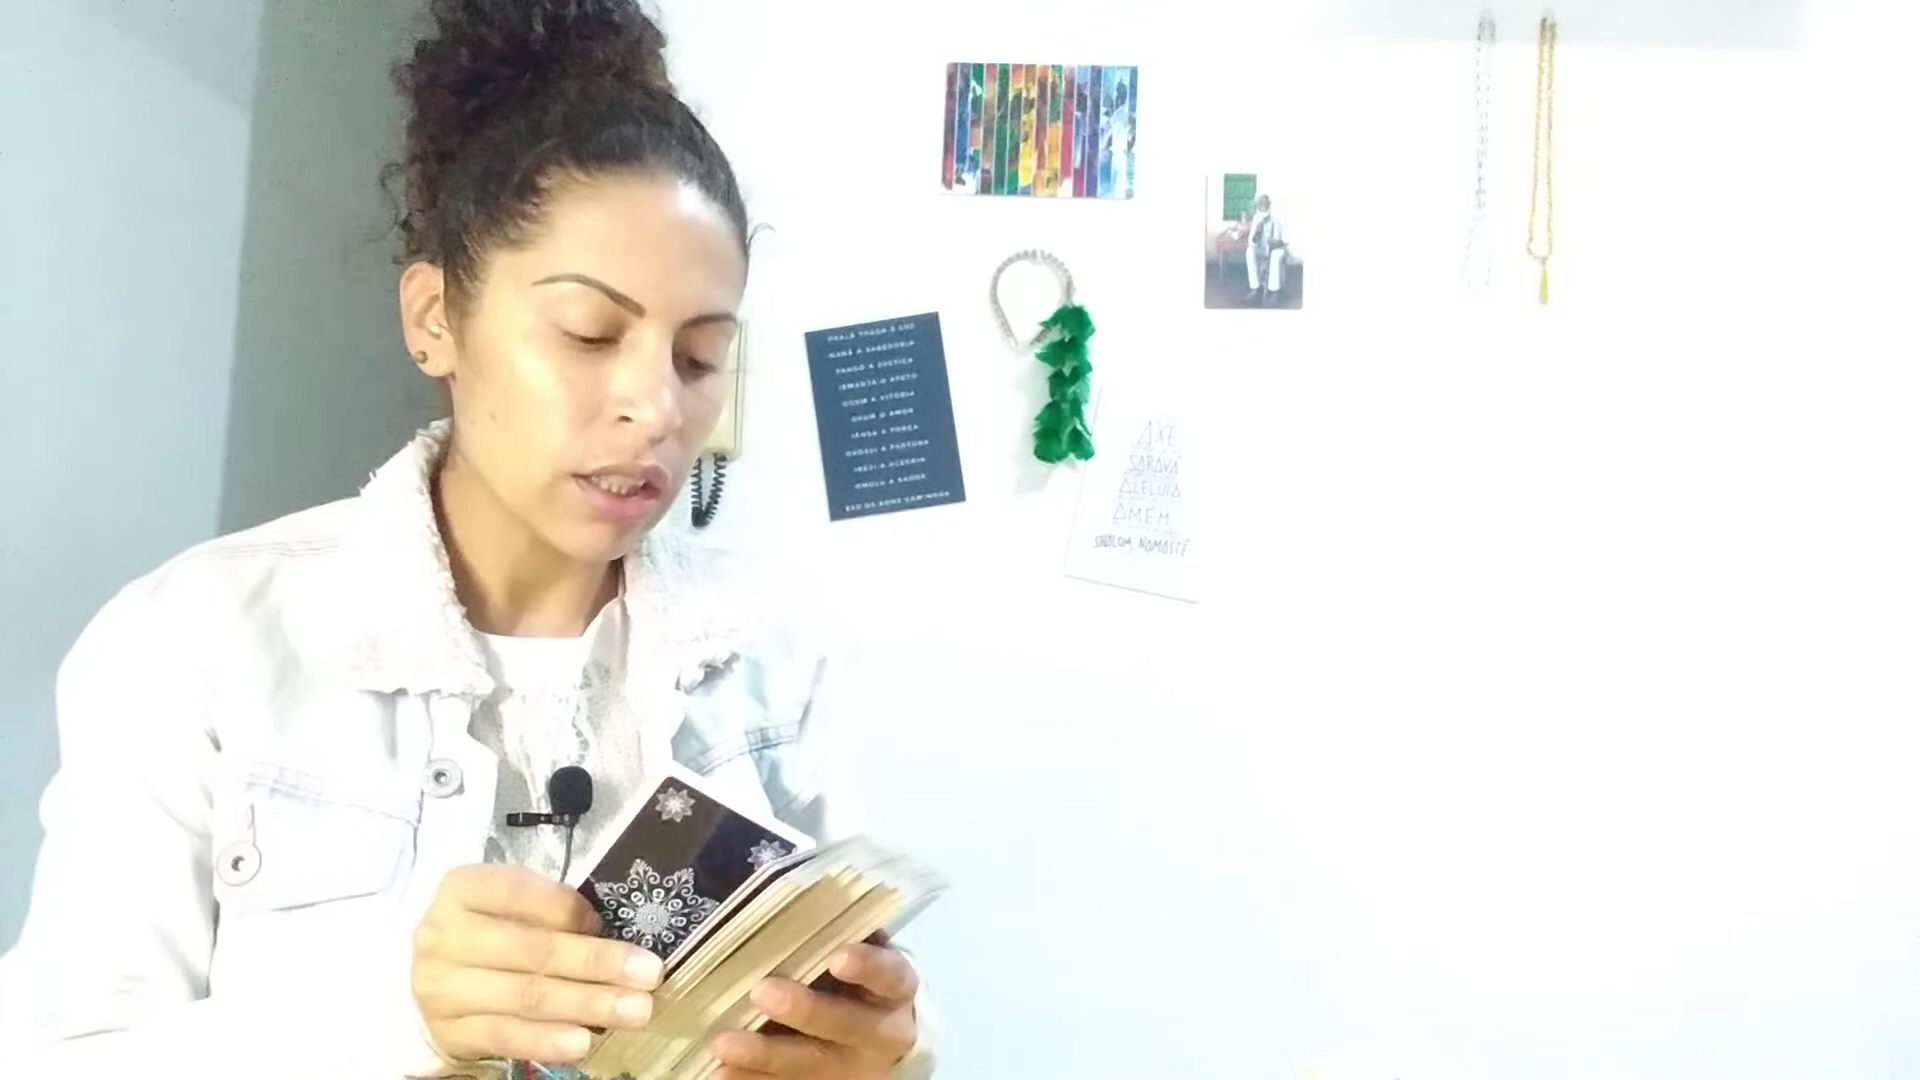 OXALÁ TRAGA A LUZ
NANÃ A SABEDORIA
XANGÔ A JUSTIÇA
IEMANJÁ O AFETO
OGUM A VITÓRIA
OXUM O AMOR
IANSÃ A FORÇA
OXÓSSI A FARTURA
IBEJI A ALEGRIA
OMOLU A SAÚDE
EXU OS BONS CAMINHOS
AXÉ
SARAVÁ
ALELUIA
AMÉM
SHALOM, NAMASTÊ